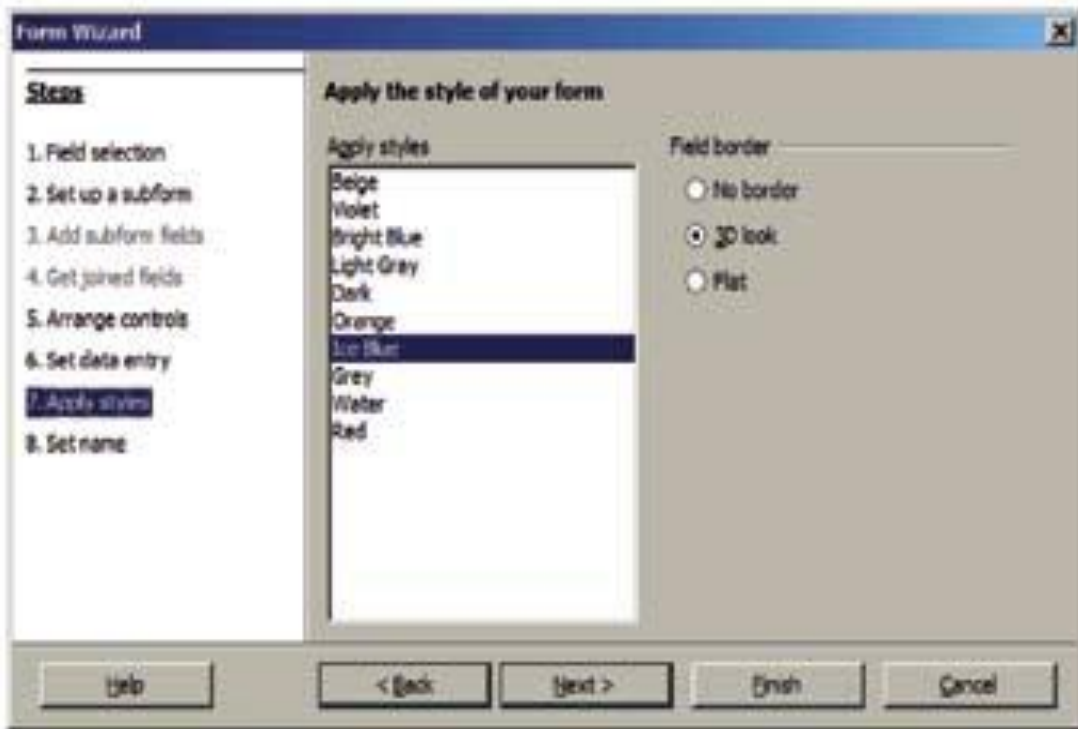 Form Wizard
Steps
1. Field selection
2. Set up a subform
3. Add subform fields
4. Get joined fields
5. Arrange controls
6. Set data entry
7. Apply styles
8. Set name
Apply the style of your form
Apply styles
Beige
Violet
Bright Blue
Light Gray
Dark
Orange
Ice Blue
Grey
Water
Red
Field border
No border
3D look
Flat
Help
< Back
Next >
Finish
Cancel